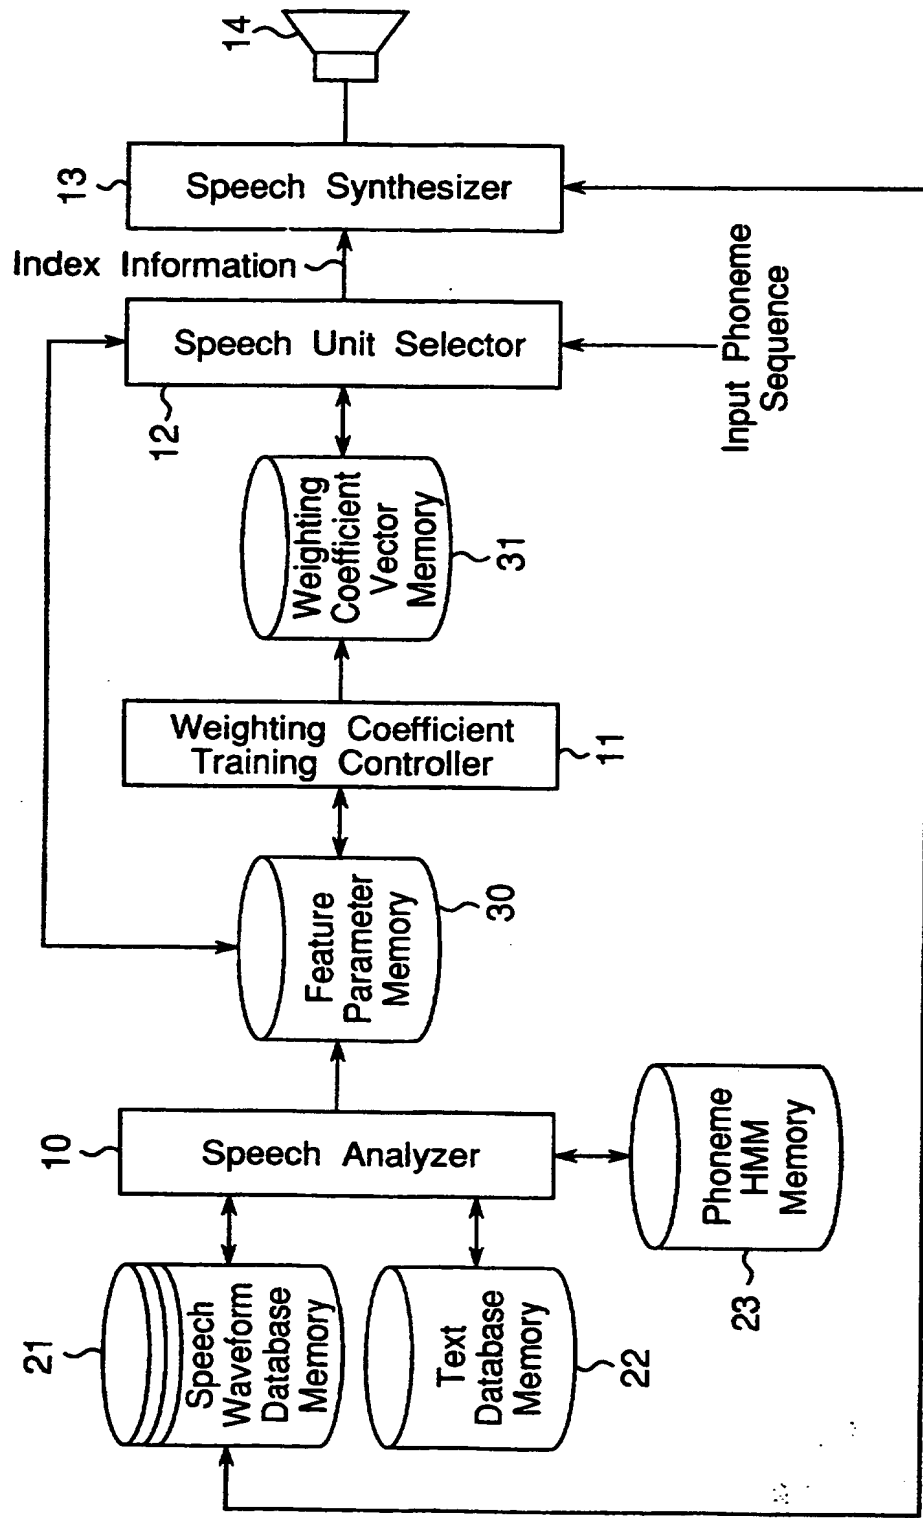 14
13
Speech Synthesizer
Index Information
Speech Unit Selector
12
Input Phoneme
Sequence
Weighting
Coefficient
Vector
Memory
31
Weighting Coefficient
Training Controller
11
Feature
Parameter
Memory
30
10
Speech Analyzer
Phoneme
HMM
Memory
23
21
Speech
Waveform
Database
Memory
Text
Database
Memory
22